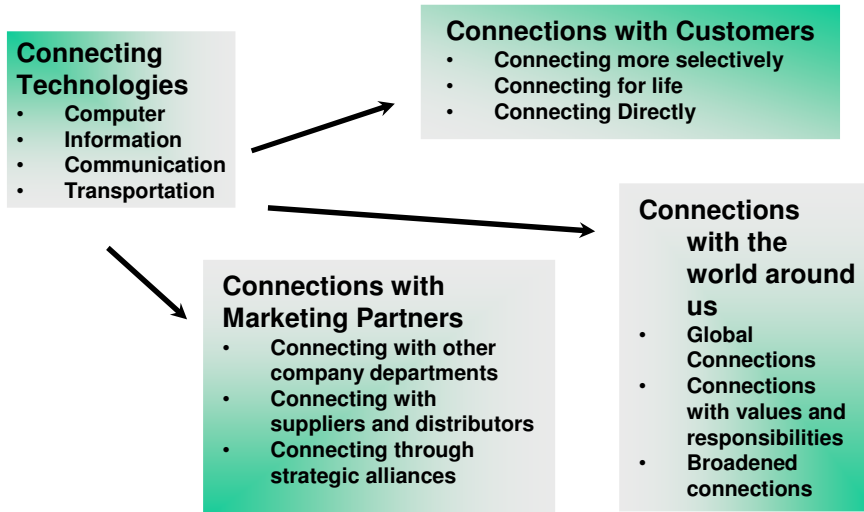 Connecting
Technologies
• Computer
• Information
• Communication
• Transportation
Connections with Customers
• Connecting more selectively
• Connecting for life
• Connecting Directly
Connections with
Marketing Partners
• Connecting with other
company departments
• Connecting with
suppliers and distributors
• Connecting through
strategic alliances
Connections
with the
world around
us
• Global
Connections
• Connections
with values and
responsibilities
• Broadened
connections